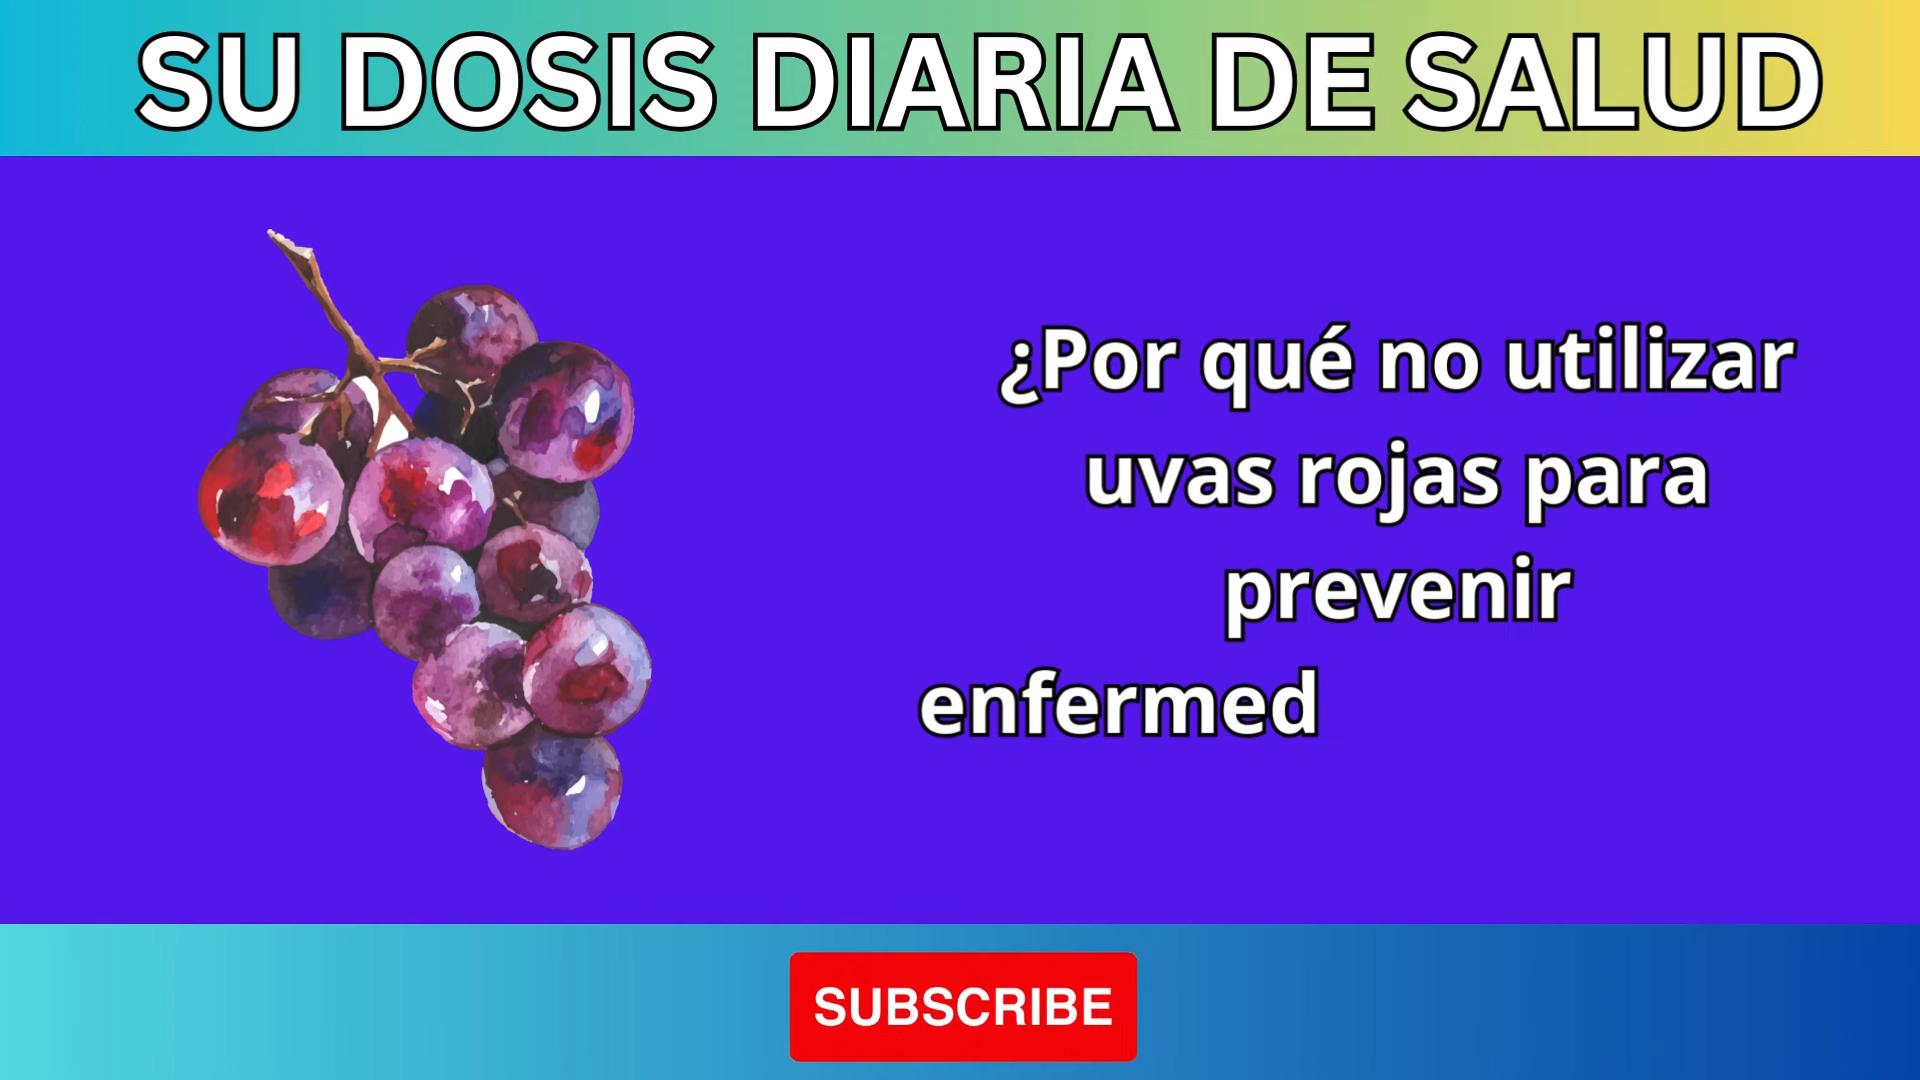 SU DOSIS DIARIA DE SALUD
¿Por qué no utilizar
uvas rojas para
prevenir
enfermed
SUBSCRIBE